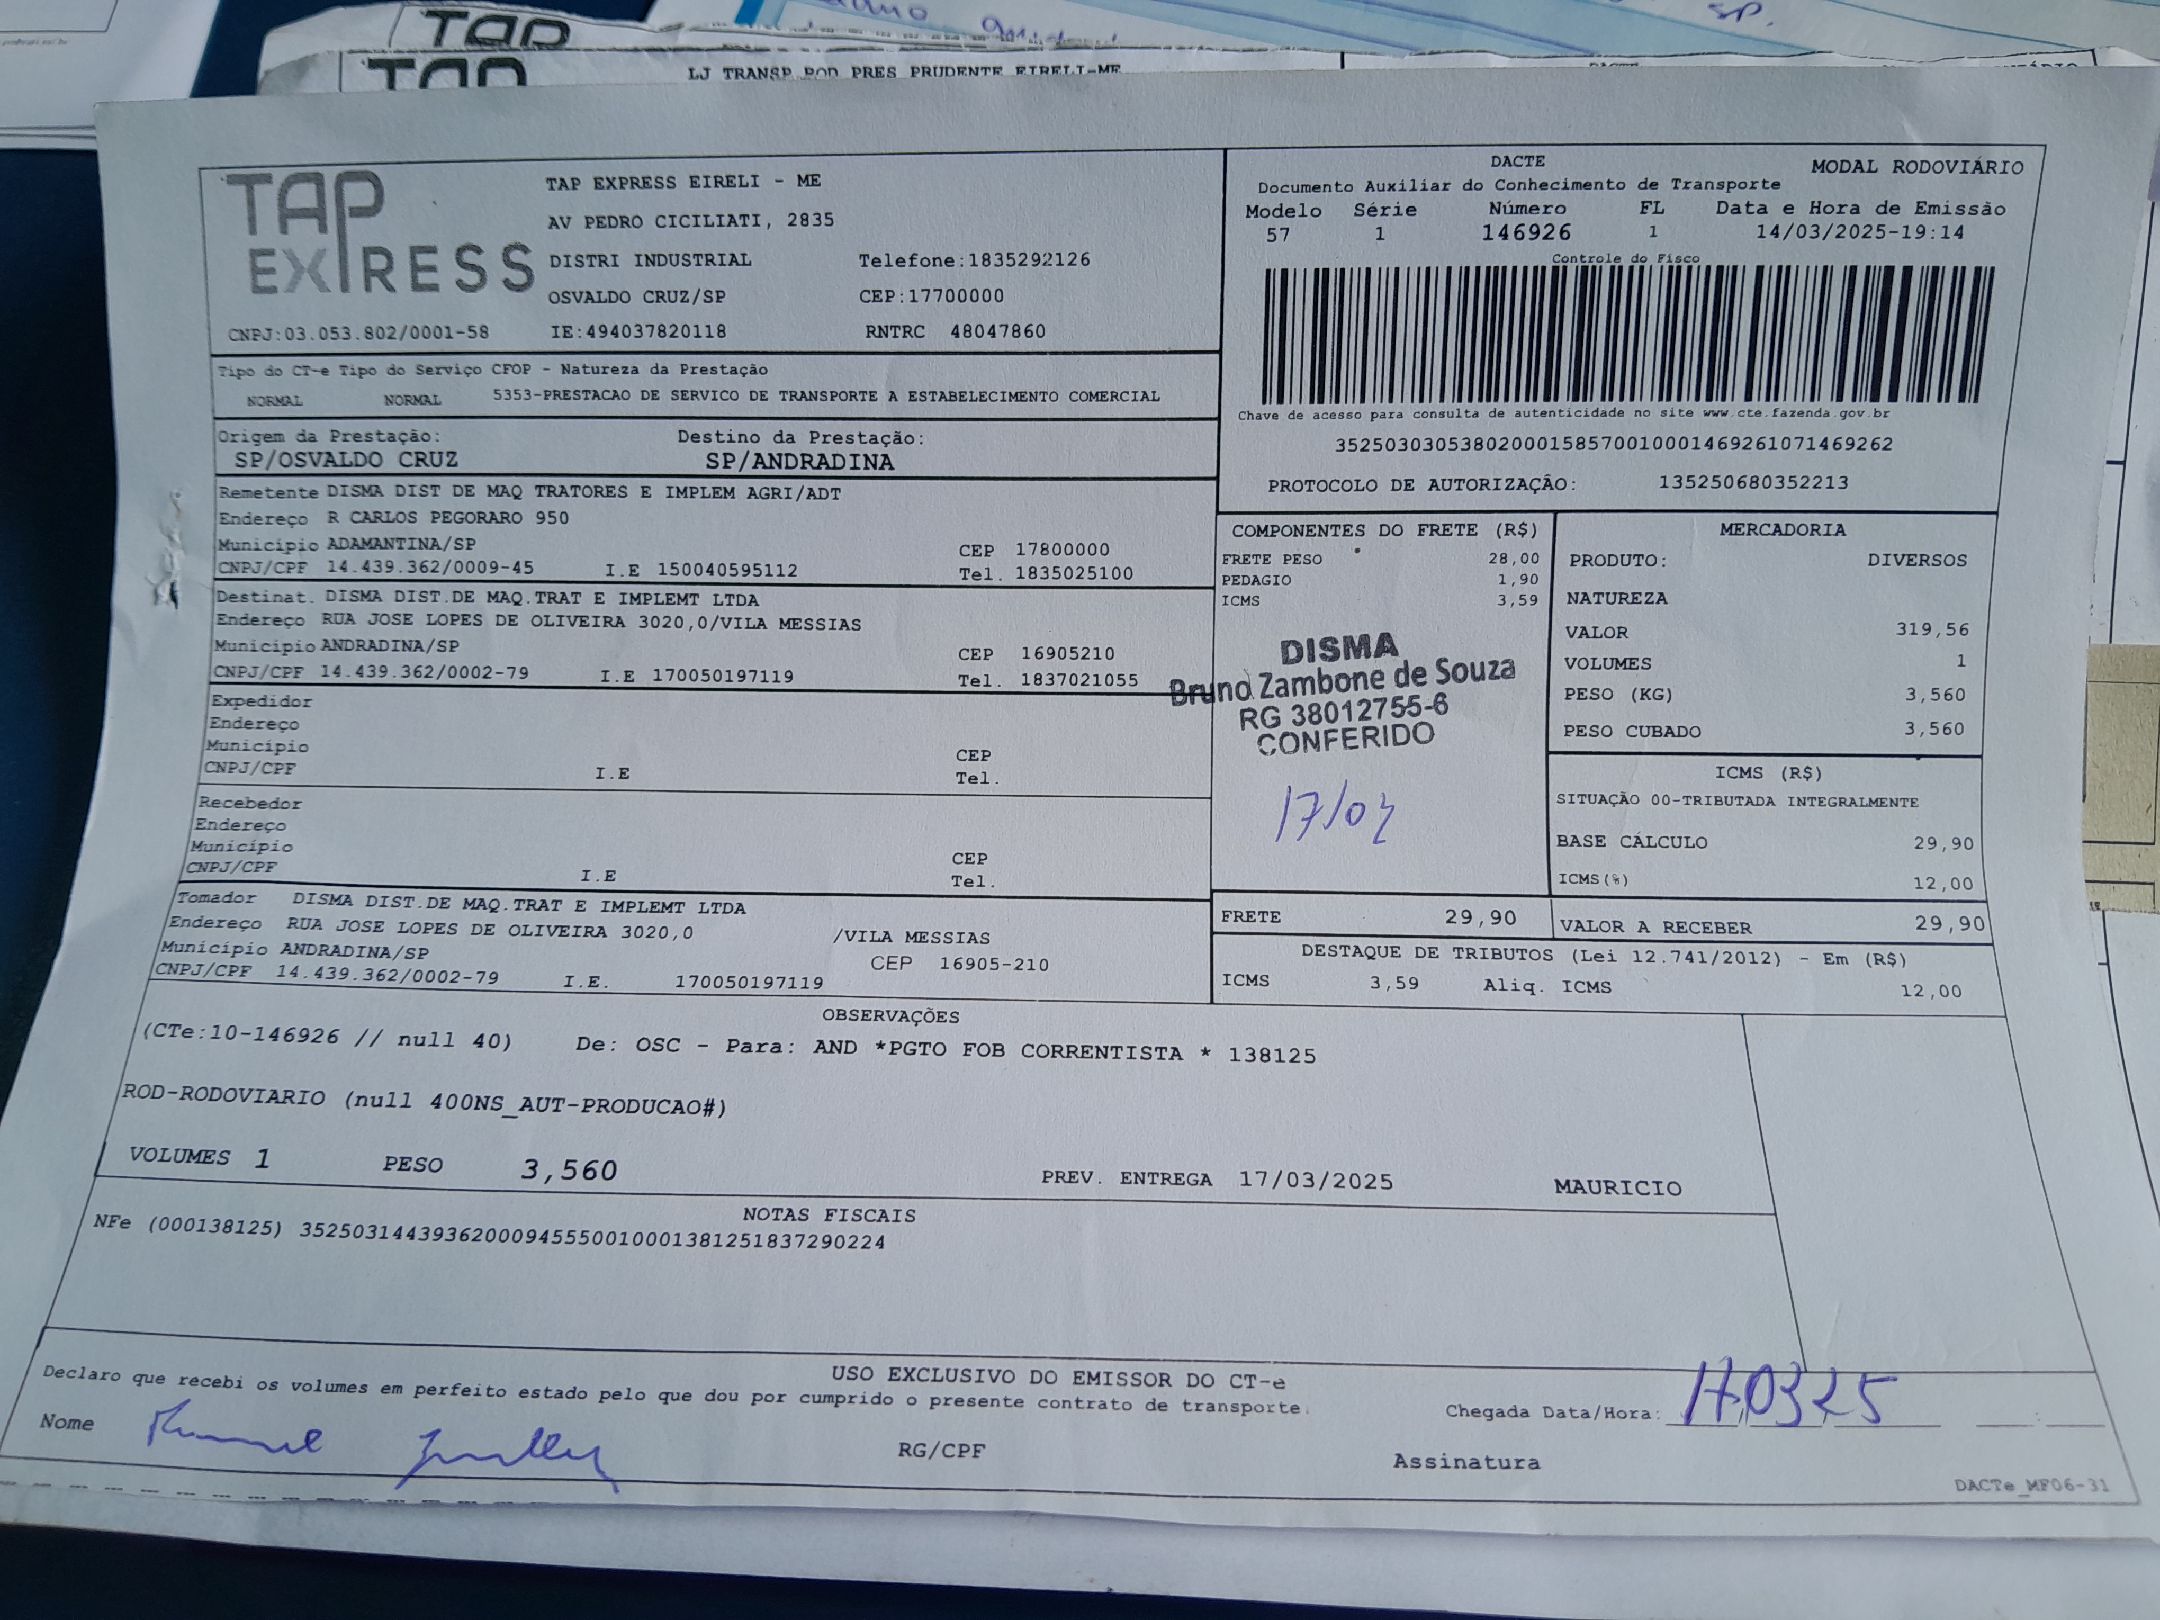 TAP
TAP
LJ TRANSP ROD PRES PRUDENTE EIRELI-ME
SP.
TAP EXPRESS
TAP EXPRESS EIRELI - ME
AV PEDRO CICILIATI, 2835
DISTRI INDUSTRIAL Telefone:1835292126
OSVALDO CRUZ/SP CEP:17700000
CNPJ:03.053.802/0001-58 IE:494037820118 RNTRC 48047860
DACTE MODAL RODOVIÁRIO
Documento Auxiliar do Conhecimento de Transporte
Modelo Série Número FL Data e Hora de Emissão
57 1 146926 1 14/03/2025-19:14
Controle do Fisco
Chave de acesso para consulta de autenticidade no site www.cte.fazenda.gov.br
35250303053802000158570010001469261071469262
PROTOCOLO DE AUTORIZAÇÃO: 135250680352213
Tipo do CT-e Tipo do Serviço CFOP - Natureza da Prestação
NORMAL NORMAL 5353-PRESTACAO DE SERVICO DE TRANSPORTE A ESTABELECIMENTO COMERCIAL
Origem da Prestação: Destino da Prestação:
SP/OSVALDO CRUZ SP/ANDRADINA
Remetente DISMA DIST DE MAQ TRATORES E IMPLEM AGRI/ADT
Endereço R CARLOS PEGORARO 950
Município ADAMANTINA/SP CEP 17800000
CNPJ/CPF 14.439.362/0009-45 I.E 150040595112 Tel. 1835025100
Destinat. DISMA DIST.DE MAQ.TRAT E IMPLEMT LTDA
Endereço RUA JOSE LOPES DE OLIVEIRA 3020,0/VILA MESSIAS
Município ANDRADINA/SP CEP 16905210
CNPJ/CPF 14.439.362/0002-79 I.E 170050197119 Tel. 1837021055
Expedidor
Endereço
Município CEP
CNPJ/CPF I.E Tel.
Recebedor
Endereço
Município CEP
CNPJ/CPF I.E Tel.
Tomador DISMA DIST.DE MAQ.TRAT E IMPLEMT LTDA
Endereço RUA JOSE LOPES DE OLIVEIRA 3020,0 /VILA MESSIAS
Município ANDRADINA/SP CEP 16905-210
CNPJ/CPF 14.439.362/0002-79 I.E. 170050197119
COMPONENTES DO FRETE (R$)
FRETE PESO 28,00
PEDAGIO 1,90
ICMS 3,59
DISMA
Bruno Zambone de Souza
RG 38012755-6
CONFERIDO
17/03
MERCADORIA
PRODUTO: DIVERSOS
NATUREZA
VALOR 319,56
VOLUMES 1
PESO (KG) 3,560
PESO CUBADO 3,560
ICMS (R$)
SITUAÇÃO 00-TRIBUTADA INTEGRALMENTE
BASE CÁLCULO 29,90
ICMS(%) 12,00
FRETE 29,90 VALOR A RECEBER 29,90
DESTAQUE DE TRIBUTOS (Lei 12.741/2012) - Em (R$)
ICMS 3,59 Aliq. ICMS 12,00
OBSERVAÇÕES
(CTe:10-146926 // null 40) De: OSC - Para: AND *PGTO FOB CORRENTISTA * 138125
ROD-RODOVIARIO (null 400NS_AUT-PRODUCAO#)
VOLUMES 1 PESO 3,560 PREV. ENTREGA 17/03/2025 MAURICIO
NOTAS FISCAIS
NFe (000138125) 35250314439362000945550010001381251837290224
USO EXCLUSIVO DO EMISSOR DO CT-e
Declaro que recebi os volumes em perfeito estado pelo que dou por cumprido o presente contrato de transporte.
Chegada Data/Hora: 17 03 25 :
Nome RG/CPF Assinatura
DACTe_MF06-31